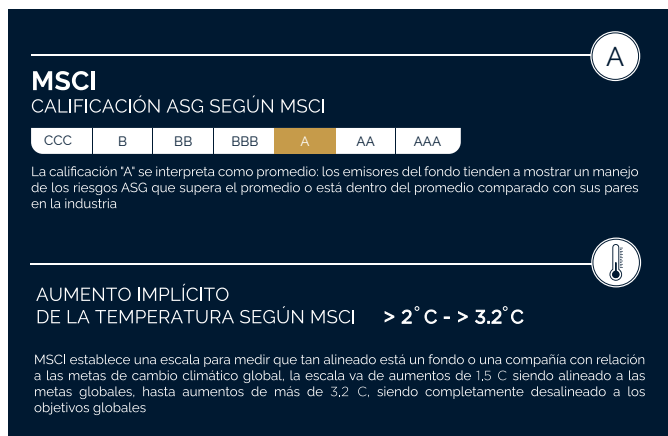 A
MSCI
CALIFICACIÓN ASG SEGÚN MSCI
CCC B BB BBB A AA AAA
La calificación "A" se interpreta como promedio: los emisores del fondo tienden a mostrar un manejo
de los riesgos ASG que supera el promedio o está dentro del promedio comparado con sus pares
en la industria
AUMENTO IMPLÍCITO
DE LA TEMPERATURA SEGÚN MSCI > 2°C - > 3.2°C
MSCI establece una escala para medir que tan alineado está un fondo o una compañía con relación
a las metas de cambio climático global, la escala va de aumentos de 1,5 C siendo alineado a las
metas globales, hasta aumentos de más de 3,2 C, siendo completamente desalineado a los
objetivos globales